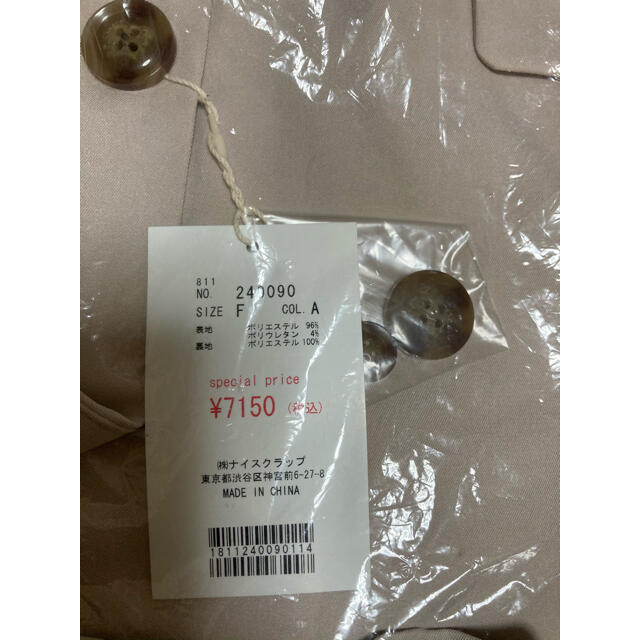 811
NO. 240090
SIZE F COL. A
表地 ポリエステル 96%
ポリウレタン 4%
裏地 ポリエステル 100%
special price
¥7150 (税込)
㈱ナイスクラップ
東京都渋谷区神宮前6-27-8
MADE IN CHINA
1811240090114